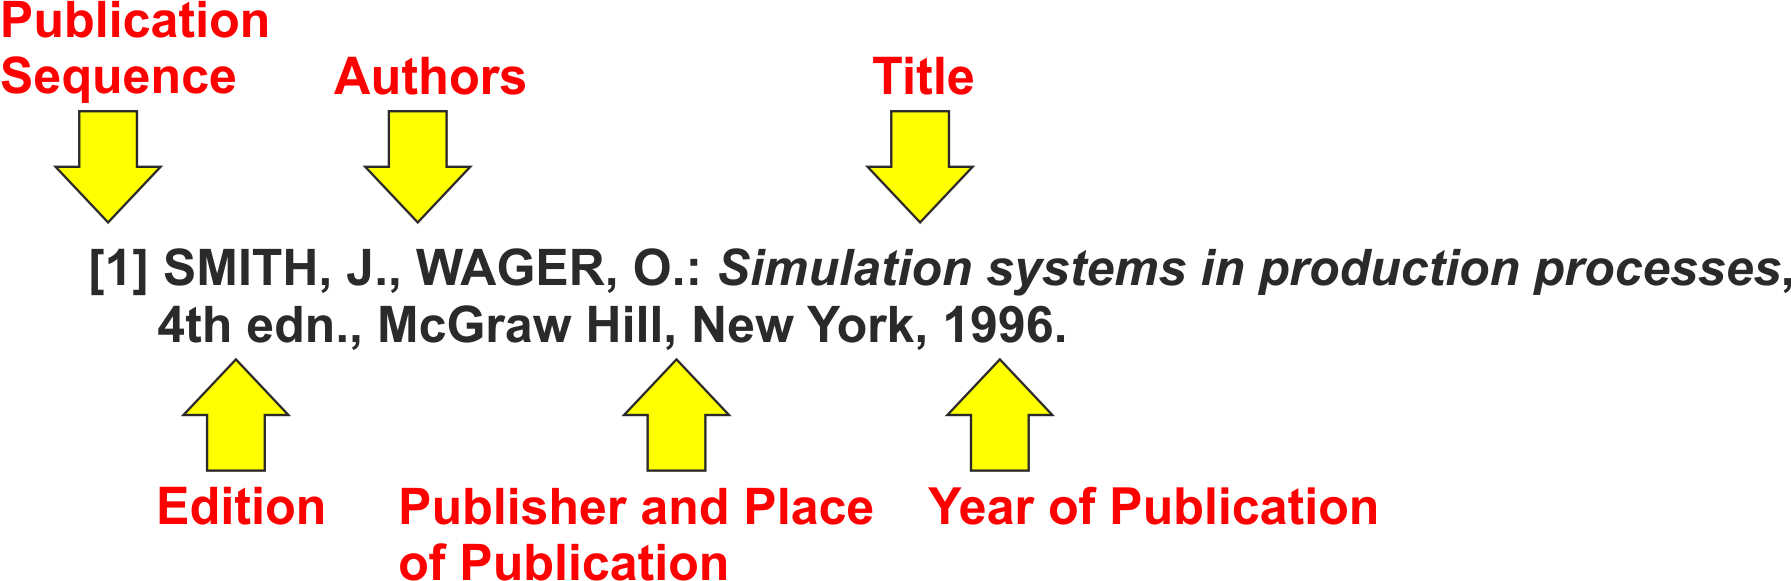 Publication
Sequence
Authors
Title
[1] SMITH, J., WAGER, O.: Simulation systems in production processes,
4th edn., McGraw Hill, New York, 1996.
Edition
Publisher and Place
of Publication
Year of Publication